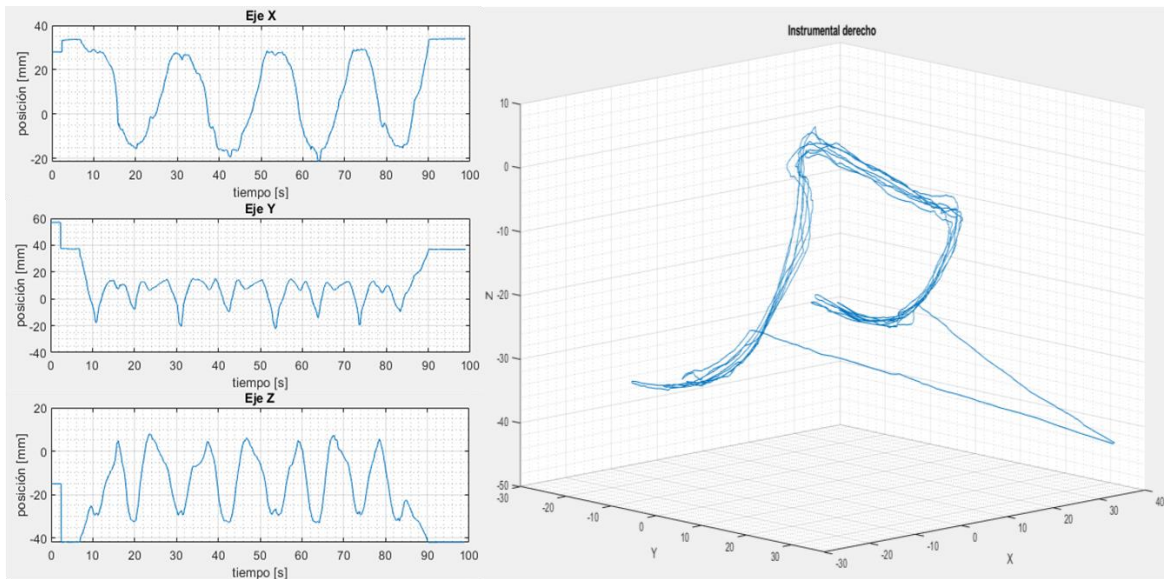 Eje X
posición [mm]
40
20
0
-20
0 10 20 30 40 50 60 70 80 90 100
tiempo [s]
Eje Y
posición [mm]
60
40
20
0
-20
-40
0 10 20 30 40 50 60 70 80 90 100
tiempo [s]
Eje Z
posición [mm]
20
0
-20
-40
0 10 20 30 40 50 60 70 80 90 100
tiempo [s]
Instrumental derecho
Z
10
0
-10
-20
-30
-40
-50
-30 -20 -10 0 10 20 30
Y
-30 -20 -10 0 10 20 30 40
X